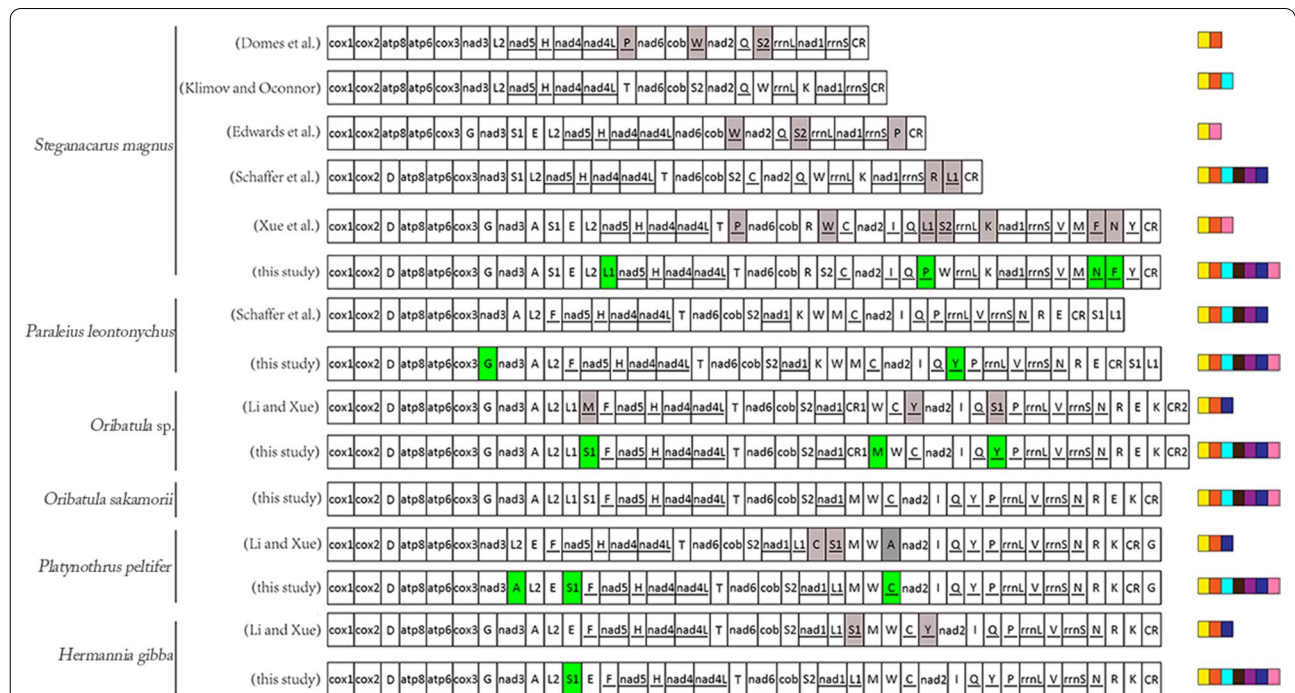 (Domes et al.) cox1 cox2 atp8 atp6 cox3 nad3 L2 nad5 H nad4 nad4L P nad6 cob W nad2 Q S2 rrnL nad1 rrnS CR
(Klimov and Oconnor) cox1 cox2 atp8 atp6 cox3 nad3 L2 nad5 H nad4 nad4L T nad6 cob S2 nad2 Q W rrnL K nad1 rrnS CR
Steganacarus magnus
(Edwards et al.) cox1 cox2 atp8 atp6 cox3 G nad3 S1 E L2 nad5 H nad4 nad4L nad6 cob W nad2 Q S2 rrnL nad1 rrnS P CR
(Schaffer et al.) cox1 cox2 D atp8 atp6 cox3 nad3 S1 L2 nad5 H nad4 nad4L T nad6 cob S2 C nad2 Q W rrnL K nad1 rrnS R L1 CR
(Xue et al.) cox1 cox2 D atp8 atp6 cox3 G nad3 A S1 E L2 nad5 H nad4 nad4L T P nad6 cob R W C nad2 I Q L1 S2 rrnL K nad1 rrnS V M F N Y CR
(this study) cox1 cox2 D atp8 atp6 cox3 G nad3 A S1 E L2 L1 nad5 H nad4 nad4L T nad6 cob R S2 C nad2 I Q P W rrnL K nad1 rrnS V M N F Y CR
(Schaffer et al.) cox1 cox2 D atp8 atp6 cox3 nad3 A L2 F nad5 H nad4 nad4L T nad6 cob S2 nad1 K W M C nad2 I Q P rrnL V rrnS N R E CR S1 L1
Paraleius leontonychus
(this study) cox1 cox2 D atp8 atp6 cox3 G nad3 A L2 F nad5 H nad4 nad4L T nad6 cob S2 nad1 K W M C nad2 I Q Y P rrnL V rrnS N R E CR S1 L1
(Li and Xue) cox1 cox2 D atp8 atp6 cox3 G nad3 A L2 L1 M F nad5 H nad4 nad4L T nad6 cob S2 nad1 CR1 W C Y nad2 I Q S1 P rrnL V rrnS N R E K CR2
Oribatula sp.
(this study) cox1 cox2 D atp8 atp6 cox3 G nad3 A L2 L1 S1 F nad5 H nad4 nad4L T nad6 cob S2 nad1 CR1 M W C nad2 I Q Y P rrnL V rrnS N R E K CR2
Oribatula sakamorii (this study) cox1 cox2 D atp8 atp6 cox3 G nad3 A L2 L1 S1 F nad5 H nad4 nad4L T nad6 cob S2 nad1 M W C nad2 I Q Y P rrnL V rrnS N R E K CR
(Li and Xue) cox1 cox2 D atp8 atp6 cox3 nad3 L2 E F nad5 H nad4 nad4L T nad6 cob S2 nad1 L1 C S1 M W A nad2 I Q Y P rrnL V rrnS N R K CR G
Platynothrus peltifer
(this study) cox1 cox2 D atp8 atp6 cox3 nad3 A L2 E S1 F nad5 H nad4 nad4L T nad6 cob S2 nad1 L1 M W C nad2 I Q Y P rrnL V rrnS N R K CR G
(Li and Xue) cox1 cox2 D atp8 atp6 cox3 G nad3 A L2 E F nad5 H nad4 nad4L T nad6 cob S2 nad1 L1 S1 M W C Y nad2 I Q P rrnL V rrnS N R K CR
Hermannia gibba
(this study) cox1 cox2 D atp8 atp6 cox3 G nad3 A L2 S1 E F nad5 H nad4 nad4L T nad6 cob S2 nad1 L1 M W C nad2 I Q Y P rrnL V rrnS N R K CR